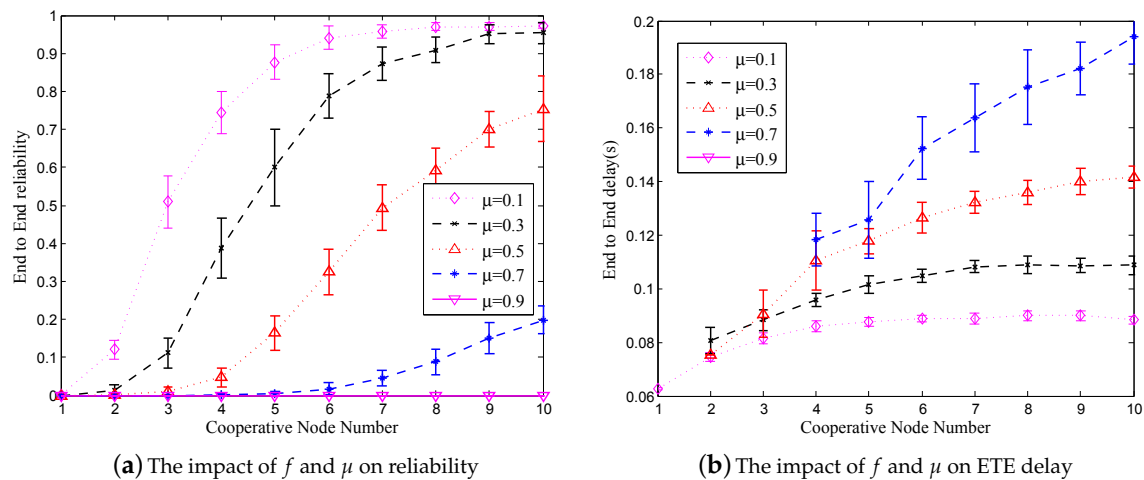 1
0.9
0.8
0.7
0.6
0.5
0.4
0.3
0.2
0.1
0
End to End reliability
1 2 3 4 5 6 7 8 9 10
Cooperative Node Number
μ=0.1
μ=0.3
μ=0.5
μ=0.7
μ=0.9
(a) The impact of f and μ on reliability
0.2
0.18
0.16
0.14
0.12
0.1
0.08
0.06
End to End delay(s)
1 2 3 4 5 6 7 8 9 10
Cooperative Node Number
μ=0.1
μ=0.3
μ=0.5
μ=0.7
μ=0.9
(b) The impact of f and μ on ETE delay